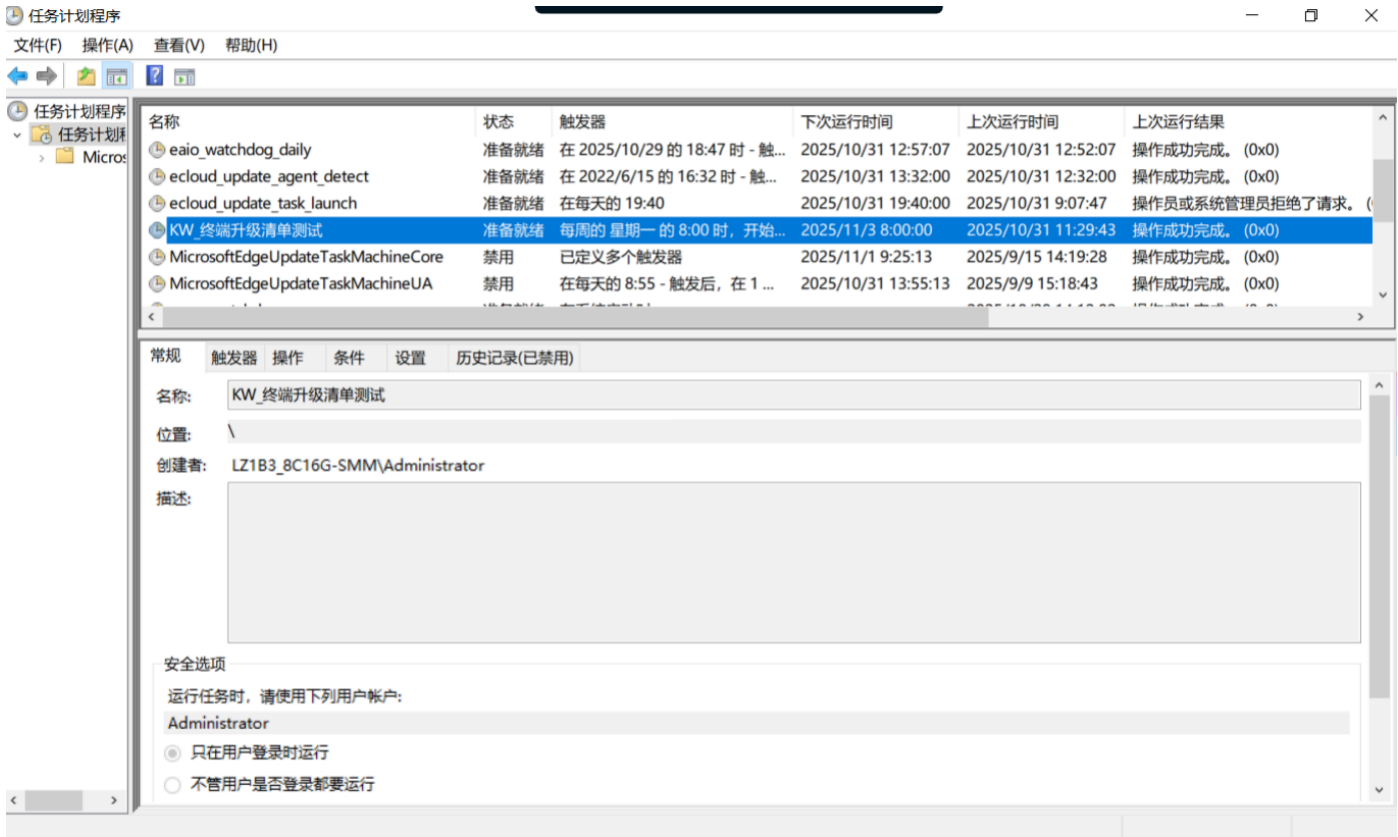 任务计划程序
文件(F) 操作(A) 查看(V) 帮助(H)
任务计划程序
任务计划
Micros
名称 状态 触发器 下次运行时间 上次运行时间 上次运行结果
eaio_watchdog_daily 准备就绪 在 2025/10/29 的 18:47 时 - 触... 2025/10/31 12:57:07 2025/10/31 12:52:07 操作成功完成。 (0x0)
ecloud_update_agent_detect 准备就绪 在 2022/6/15 的 16:32 时 - 触... 2025/10/31 13:32:00 2025/10/31 12:32:00 操作成功完成。 (0x0)
ecloud_update_task_launch 准备就绪 在每天的 19:40 2025/10/31 19:40:00 2025/10/31 9:07:47 操作员或系统管理员拒绝了请求。 (
KW_终端升级清单测试 准备就绪 每周的 星期一 的 8:00 时，开始... 2025/11/3 8:00:00 2025/10/31 11:29:43 操作成功完成。 (0x0)
MicrosoftEdgeUpdateTaskMachineCore 禁用 已定义多个触发器 2025/11/1 9:25:13 2025/9/15 14:19:28 操作成功完成。 (0x0)
MicrosoftEdgeUpdateTaskMachineUA 禁用 在每天的 8:55 - 触发后，在 1 ... 2025/10/31 13:55:13 2025/9/9 15:18:43 操作成功完成。 (0x0)
常规 触发器 操作 条件 设置 历史记录(已禁用)
名称: KW_终端升级清单测试
位置: \
创建者: LZ1B3_8C16G-SMM\Administrator
描述:
安全选项
运行任务时，请使用下列用户帐户:
Administrator
只在用户登录时运行
不管用户是否登录都要运行